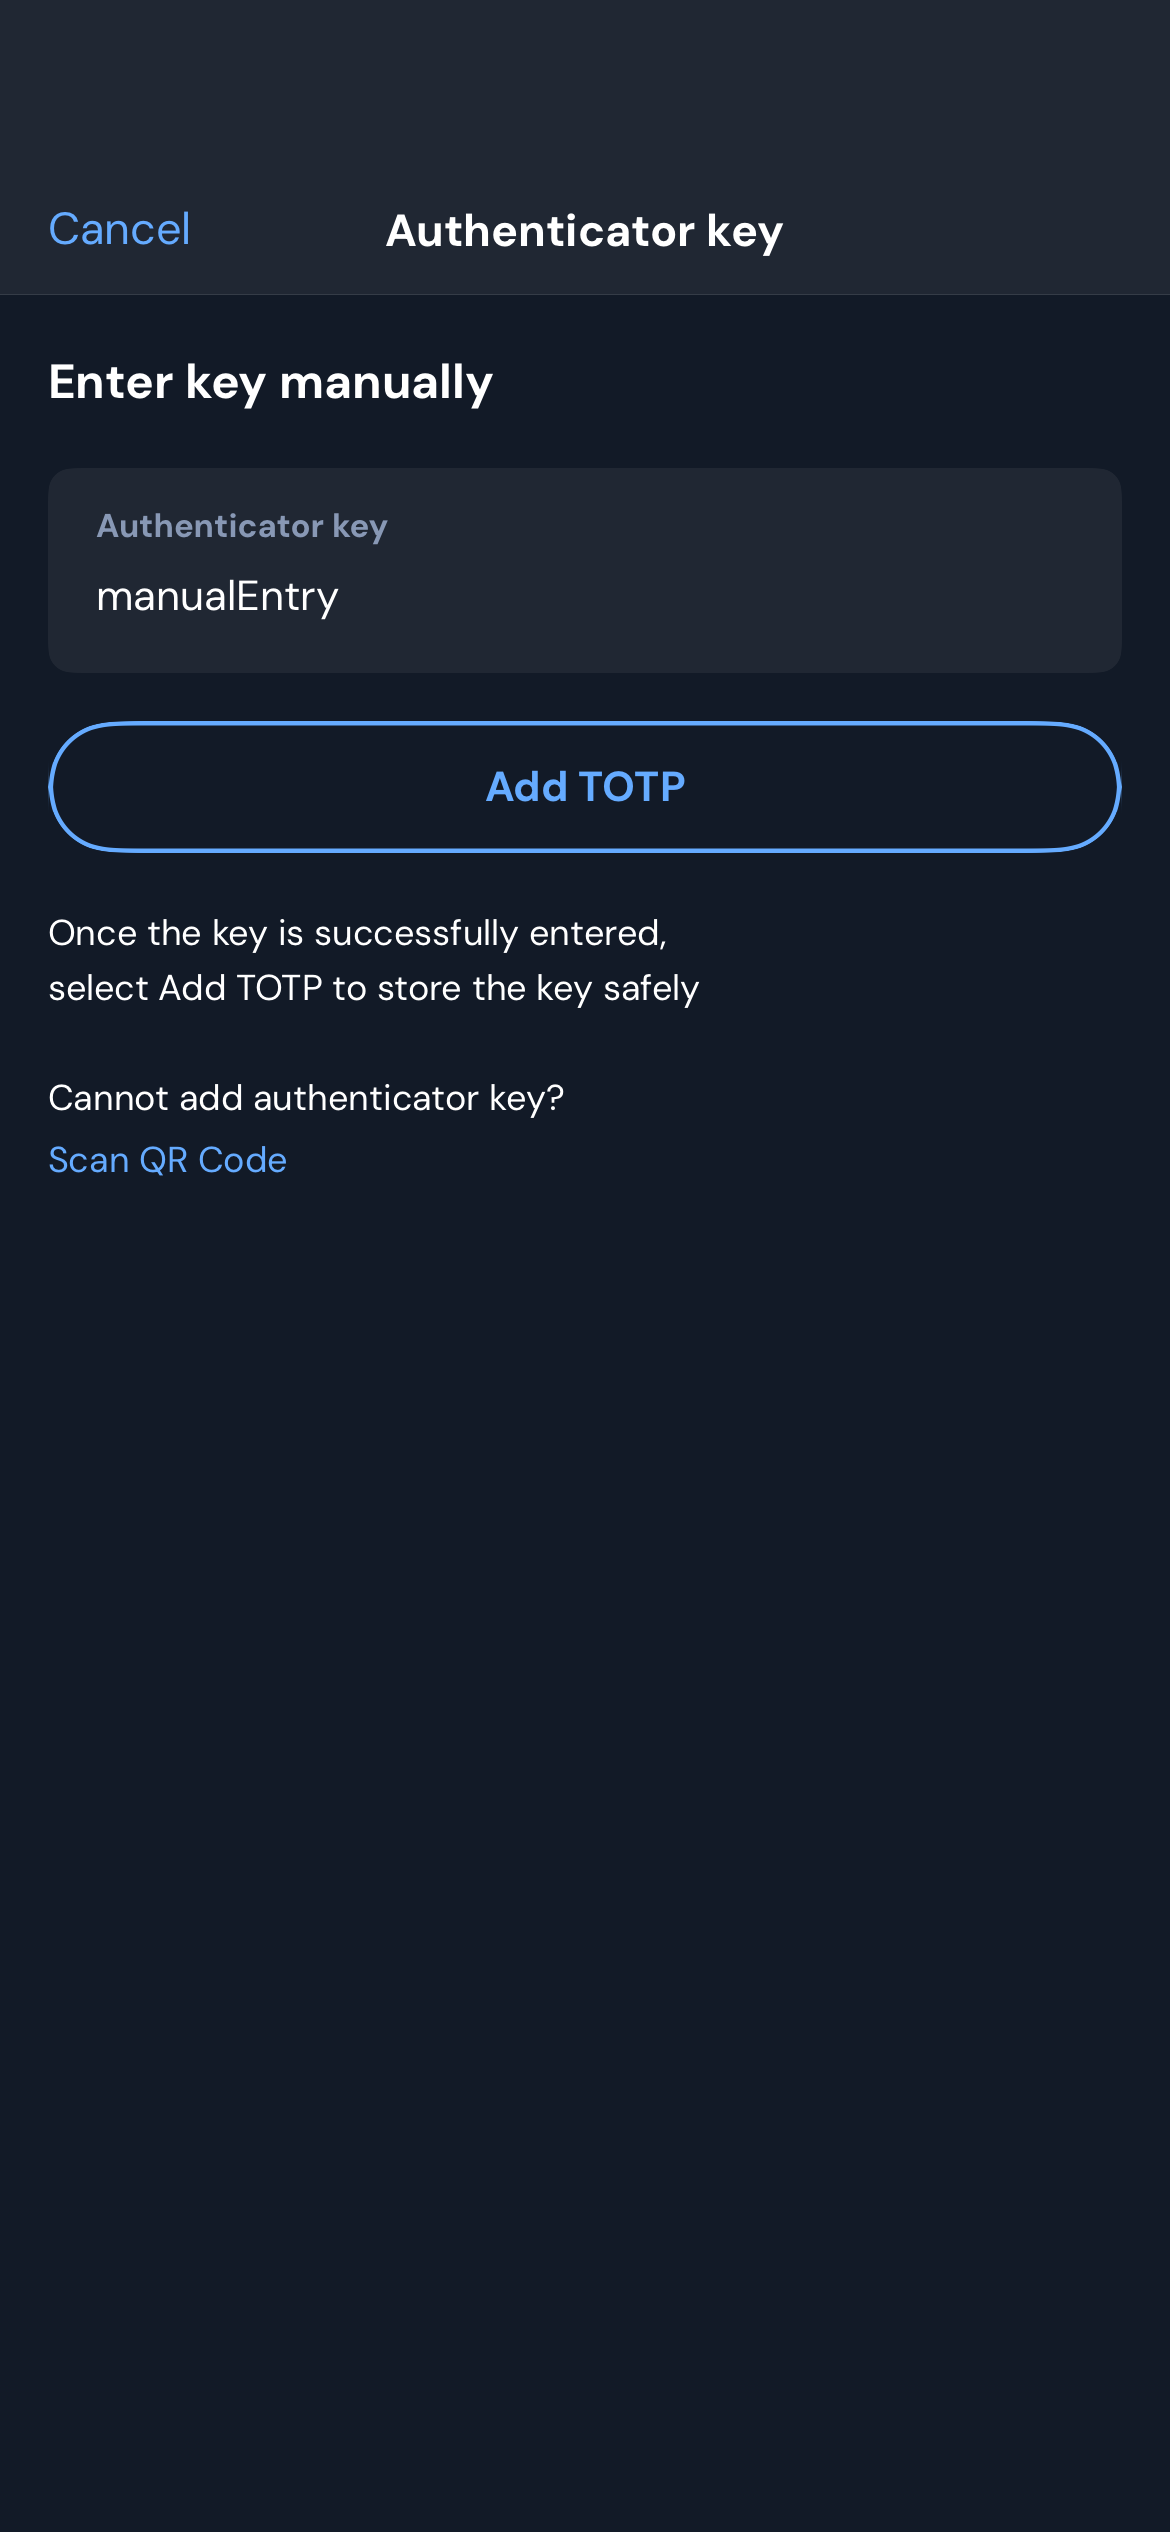 Cancel
Authenticator key
Enter key manually
Authenticator key
manualEntry
Add TOTP
Once the key is successfully entered,
select Add TOTP to store the key safely
Cannot add authenticator key?
Scan QR Code